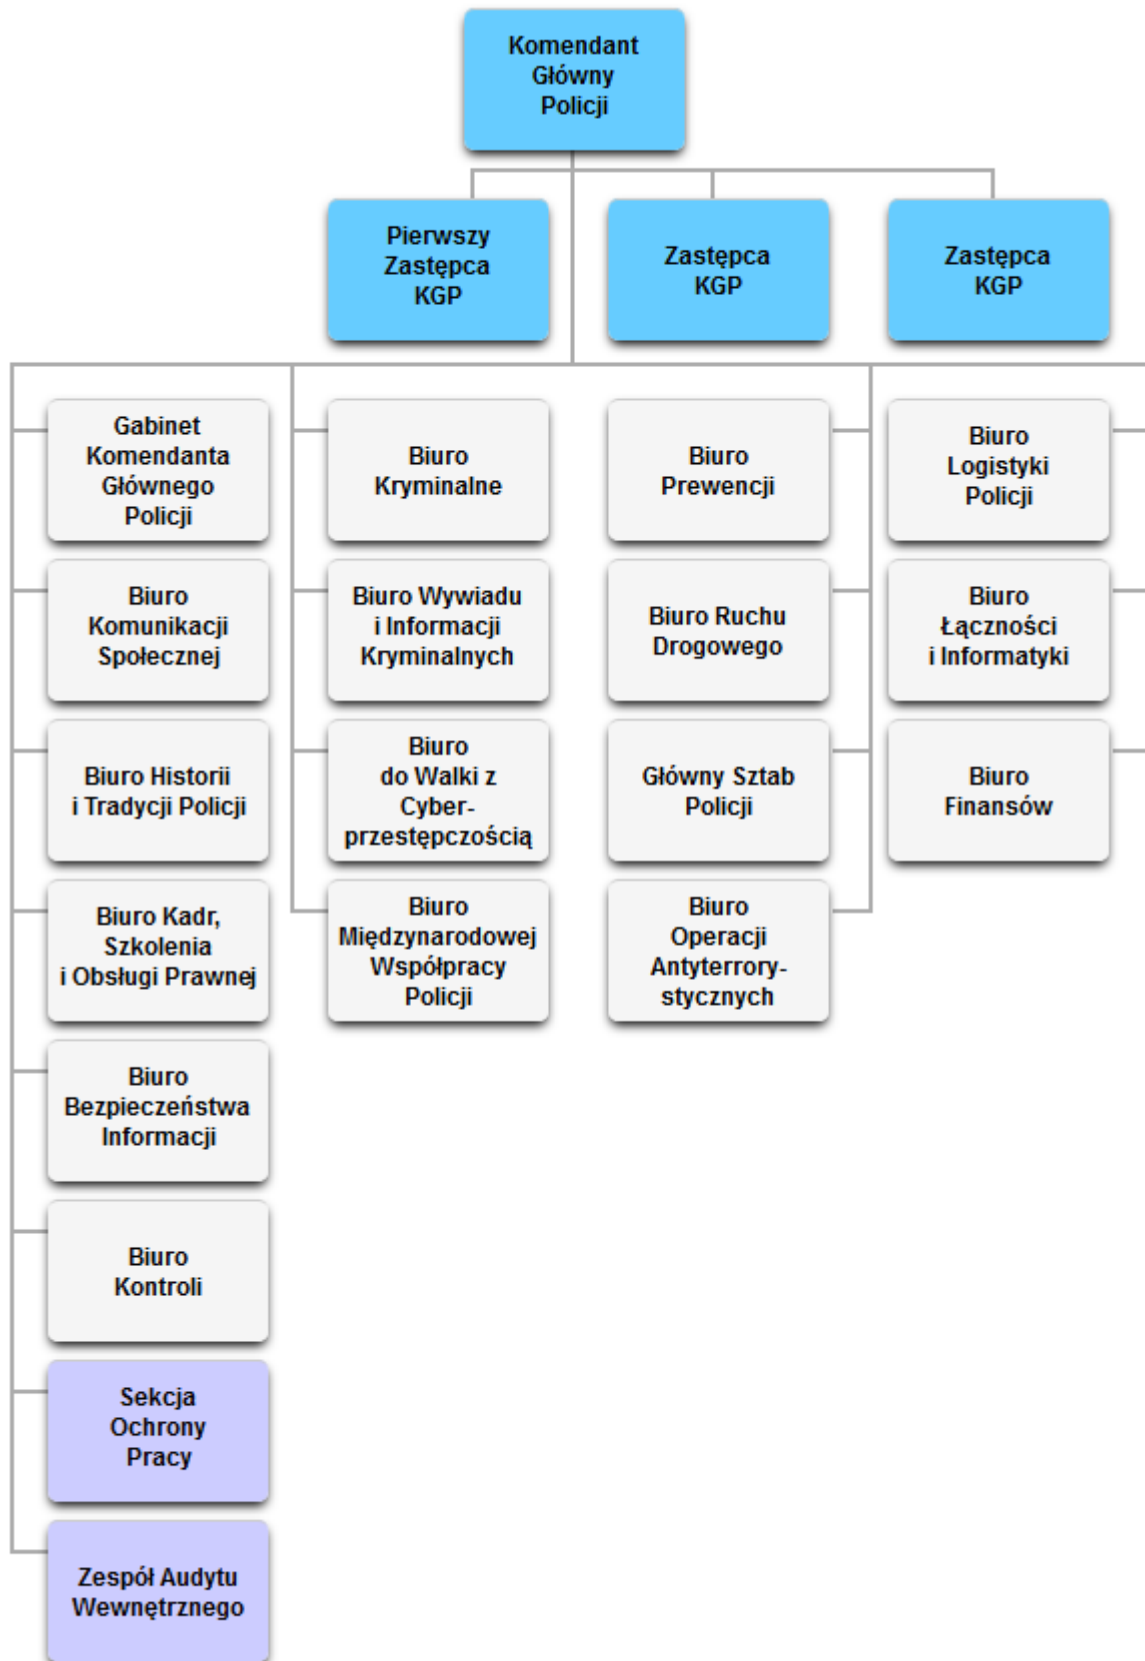 Komendant
Główny
Policji
Pierwszy
Zastępca
KGP
Zastępca
KGP
Zastępca
KGP
Gabinet
Komendanta
Głównego
Policji
Biuro
Komunikacji
Społecznej
Biuro Historii
i Tradycji Policji
Biuro Kadr,
Szkolenia
i Obsługi Prawnej
Biuro
Bezpieczeństwa
Informacji
Biuro
Kontroli
Sekcja
Ochrony
Pracy
Zespół Audytu
Wewnętrznego
Biuro
Kryminalne
Biuro Wywiadu
i Informacji
Kryminalnych
Biuro
do Walki z
Cyber-
przestępczością
Biuro
Międzynarodowej
Współpracy
Policji
Biuro
Prewencji
Biuro Ruchu
Drogowego
Główny Sztab
Policji
Biuro
Operacji
Antyterrory-
stycznych
Biuro
Logistyki
Policji
Biuro
Łączności
i Informatyki
Biuro
Finansów